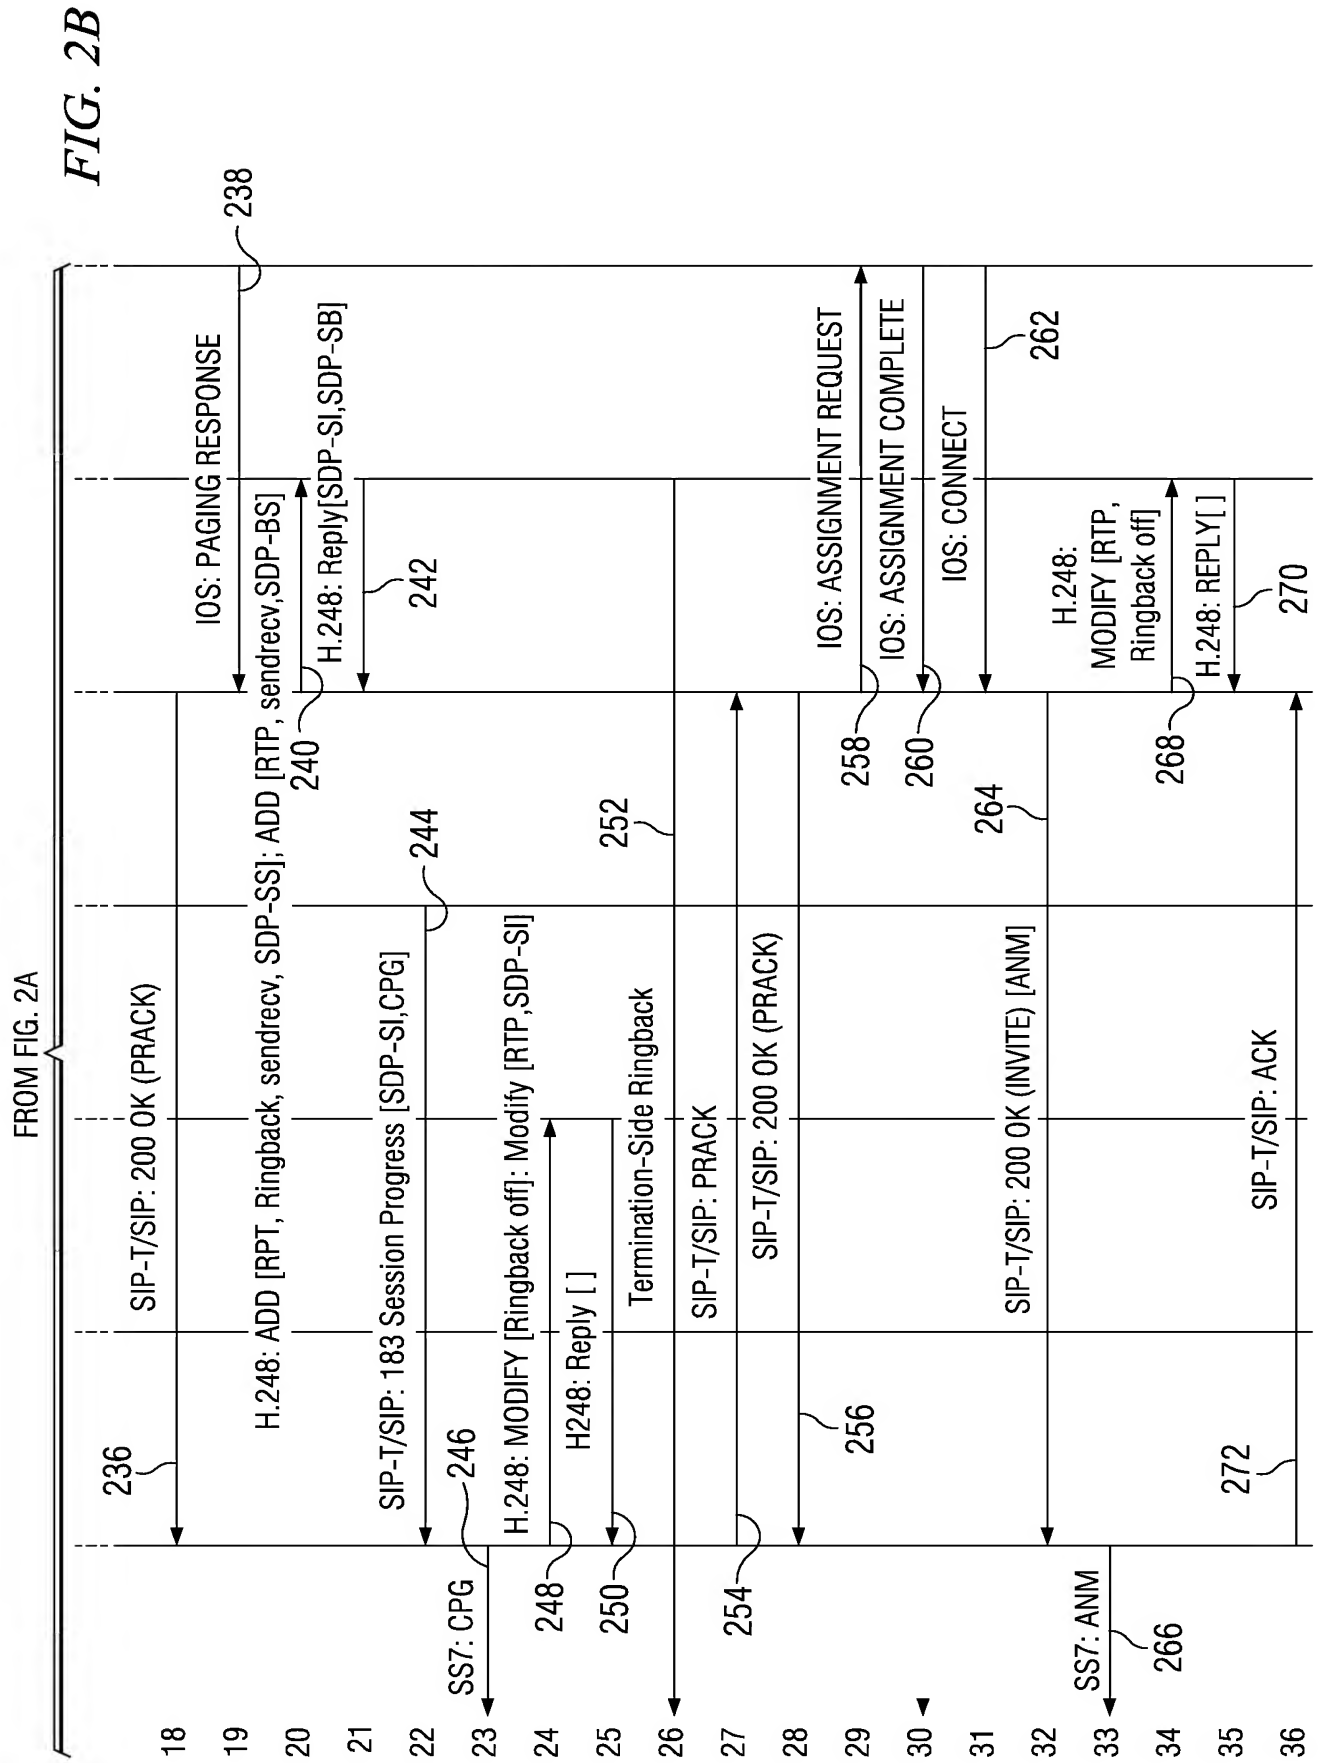 FIG. 2B
FROM FIG. 2A
18
SIP-T/SIP: 200 OK (PRACK)
236
19
IOS: PAGING RESPONSE
238
20
H.248: ADD [RPT, Ringback, sendrecv, SDP-SS]; ADD [RTP, sendrecv,SDP-BS]
240
21
H.248: Reply[SDP-SI,SDP-SB]
242
22
SIP-T/SIP: 183 Session Progress [SDP-SI,CPG]
244
23
SS7: CPG
246
24
H.248: MODIFY [Ringback off]: Modify [RTP,SDP-SI]
248
25
H248: Reply [ ]
250
26
Termination-Side Ringback
252
27
SIP-T/SIP: PRACK
254
28
SIP-T/SIP: 200 OK (PRACK)
256
29
IOS: ASSIGNMENT REQUEST
258
30
IOS: ASSIGNMENT COMPLETE
260
31
IOS: CONNECT
262
32
SIP-T/SIP: 200 OK (INVITE) [ANM]
264
33
SS7: ANM
266
34
H.248:
MODIFY [RTP,
Ringback off]
268
35
H.248: REPLY[ ]
270
36
SIP-T/SIP: ACK
272